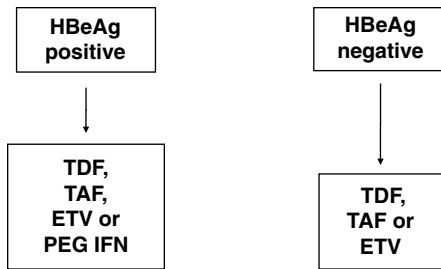 HBeAg
positive
HBeAg
negative
TDF,
TAF,
ETV or
PEG IFN
TDF,
TAF or
ETV